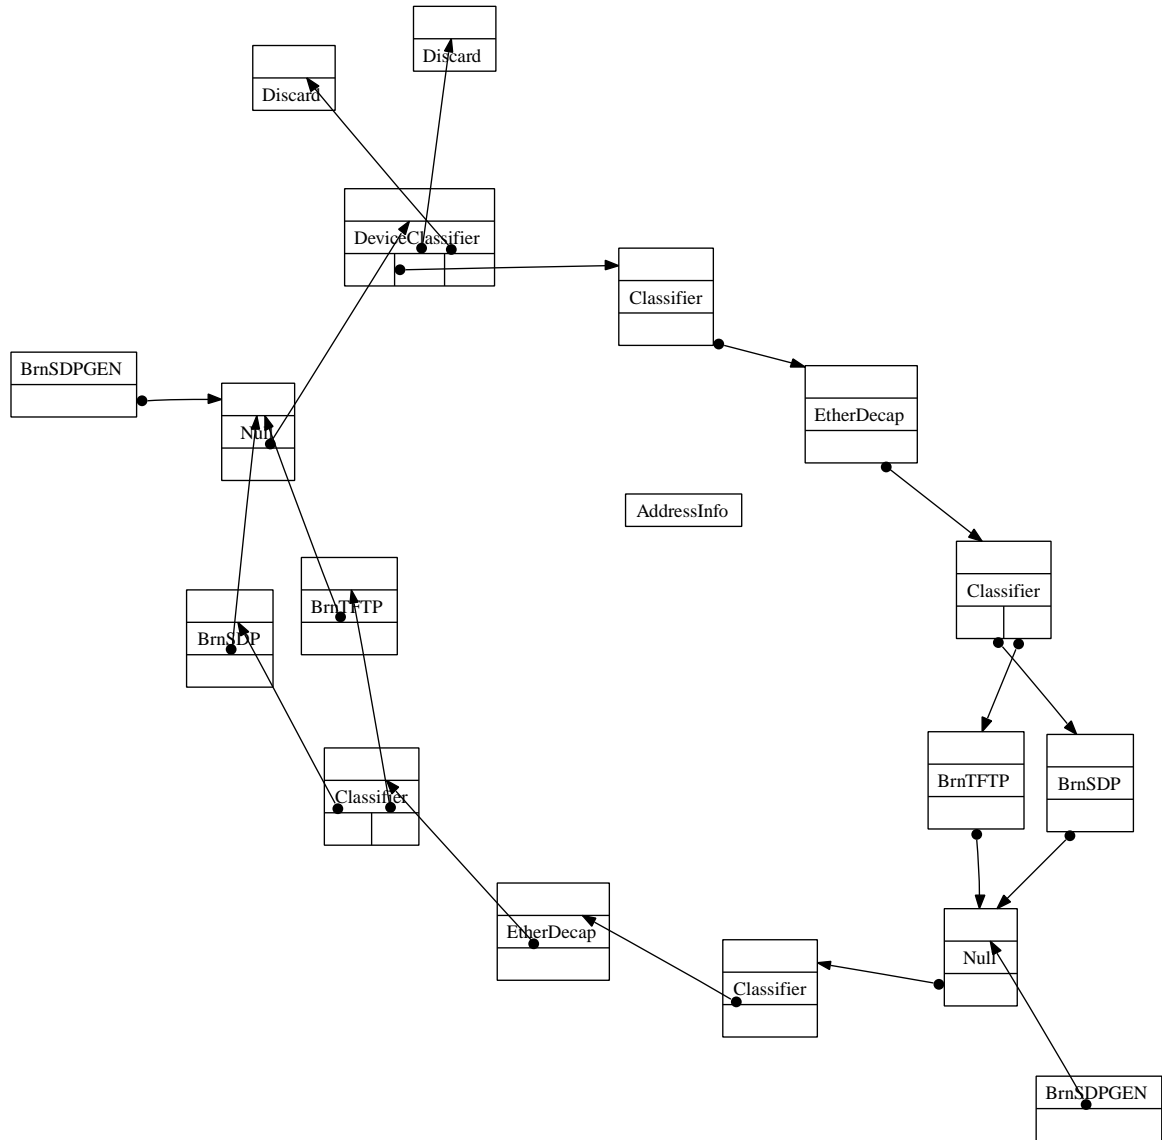 Discard
Discard
DeviceClassifier
Classifier
BrnSDPGEN
EtherDecap
Null
AddressInfo
Classifier
BrnTFTP
BrnSDP
BrnTFTP
BrnSDP
Classifier
EtherDecap
Null
Classifier
BrnSDPGEN